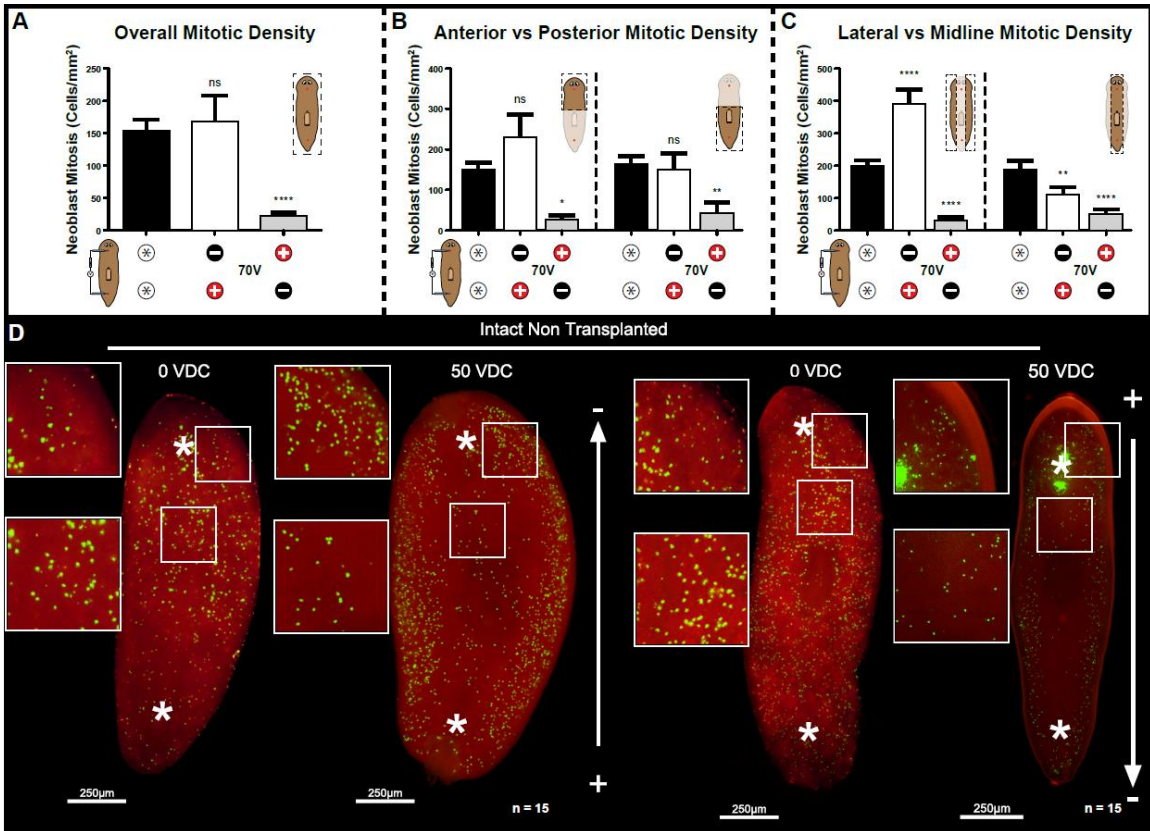 A
Overall Mitotic Density
Neoblast Mitosis (Cells/mm²)
250
200
150
100
50
0
ns
****
70V
B
Anterior vs Posterior Mitotic Density
Neoblast Mitosis (Cells/mm²)
400
300
200
100
0
ns
*
ns
**
70V
70V
C
Lateral vs Midline Mitotic Density
Neoblast Mitosis (Cells/mm²)
500
400
300
200
100
0
****
****
**
****
70V
70V
D
Intact Non Transplanted
0 VDC
50 VDC
0 VDC
50 VDC
-
+
*
*
*
*
*
*
*
*
+
-
250µm
250µm
n = 15
250µm
250µm
n = 15